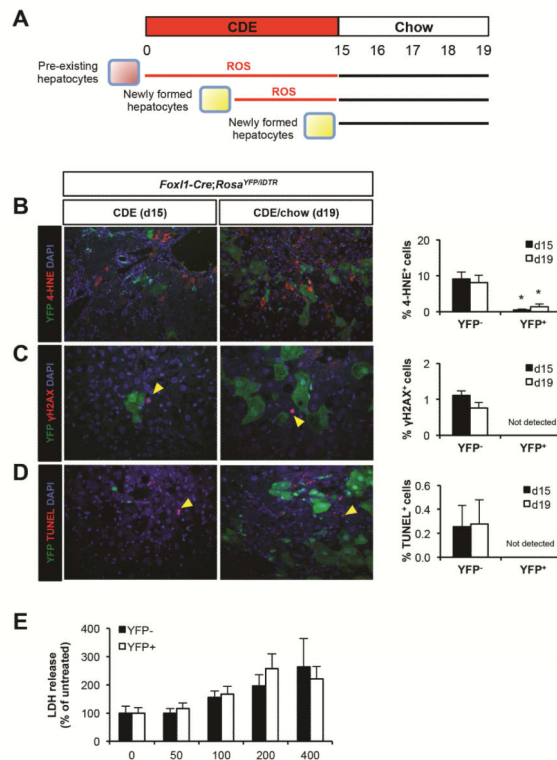 A
CDE Chow
0 15 16 17 18 19
Pre-existing
hepatocytes
ROS
Newly formed
hepatocytes
ROS
Newly formed
hepatocytes
Foxl1-Cre;Rosa^YFP/iDTR
B
CDE (d15) CDE/chow (d19)
YFP 4-HNE DAPI
% 4-HNE⁺ cells
20
10
0
d15
d19
* *
YFP⁻ YFP⁺
C
YFP γH2AX DAPI
% γH2AX⁺ cells
2
1
0
d15
d19
Not detected
YFP⁻ YFP⁺
D
YFP TUNEL DAPI
% TUNEL⁺ cells
0.6
0.4
0.2
0.0
d15
d19
Not detected
YFP⁻ YFP⁺
E
LDH release
(% of untreated)
400
300
200
100
0
YFP-
YFP+
0 50 100 200 400